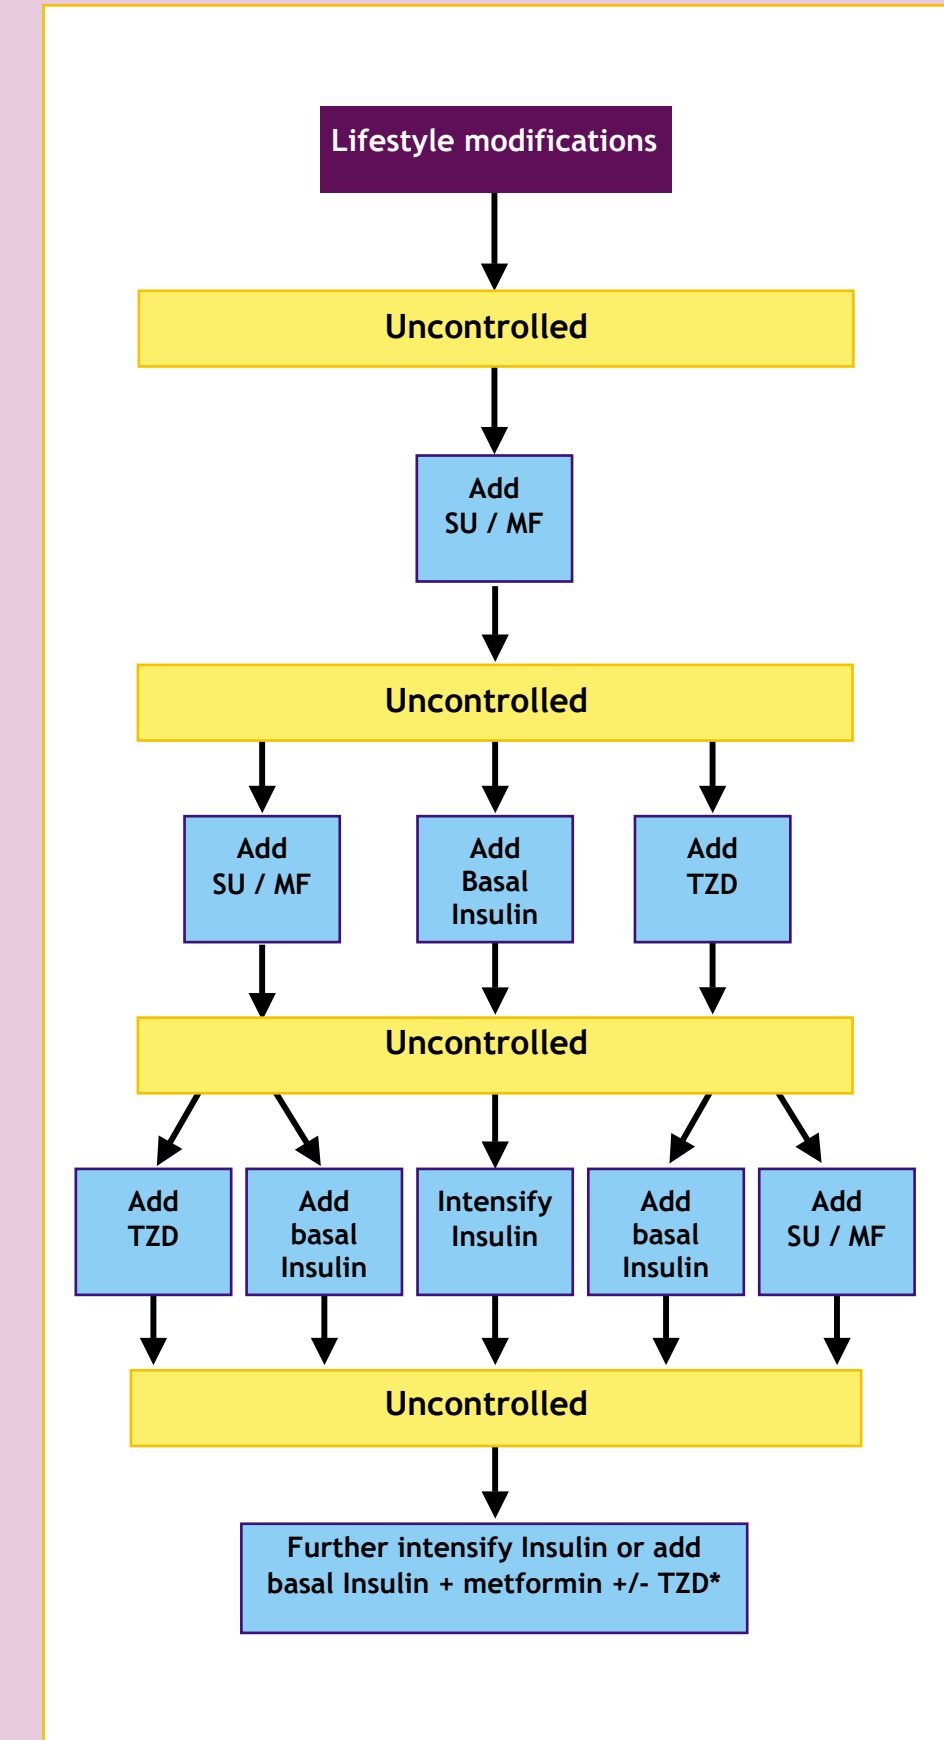 Lifestyle modifications
Uncontrolled
Add
SU / MF
Uncontrolled
Add
SU / MF
Add
Basal
Insulin
Add
TZD
Uncontrolled
Add
TZD
Add
basal
Insulin
Intensify
Insulin
Add
basal
Insulin
Add
SU / MF
Uncontrolled
Further intensify Insulin or add
basal Insulin + metformin +/- TZD*